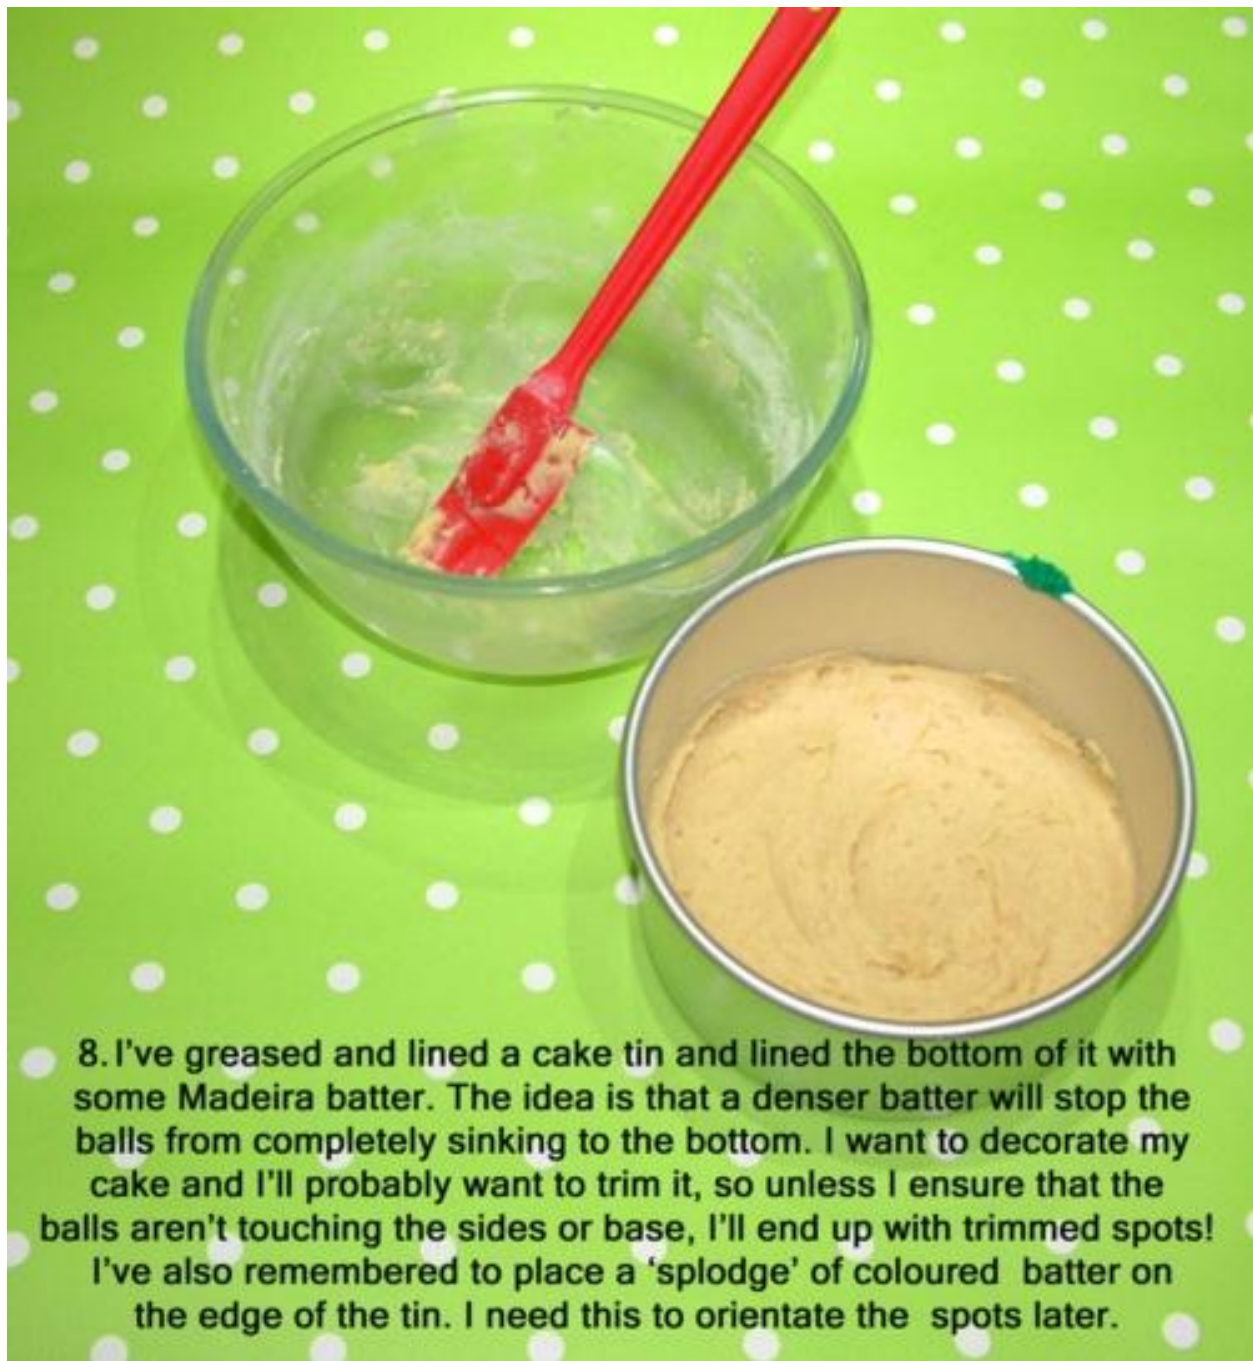 8. I've greased and lined a cake tin and lined the bottom of it with
some Madeira batter. The idea is that a denser batter will stop the
balls from completely sinking to the bottom. I want to decorate my
cake and I'll probably want to trim it, so unless I ensure that the
balls aren't touching the sides or base, I'll end up with trimmed spots!
I've also remembered to place a ‘splodge’ of coloured  batter on
the edge of the tin. I need this to orientate the  spots later.